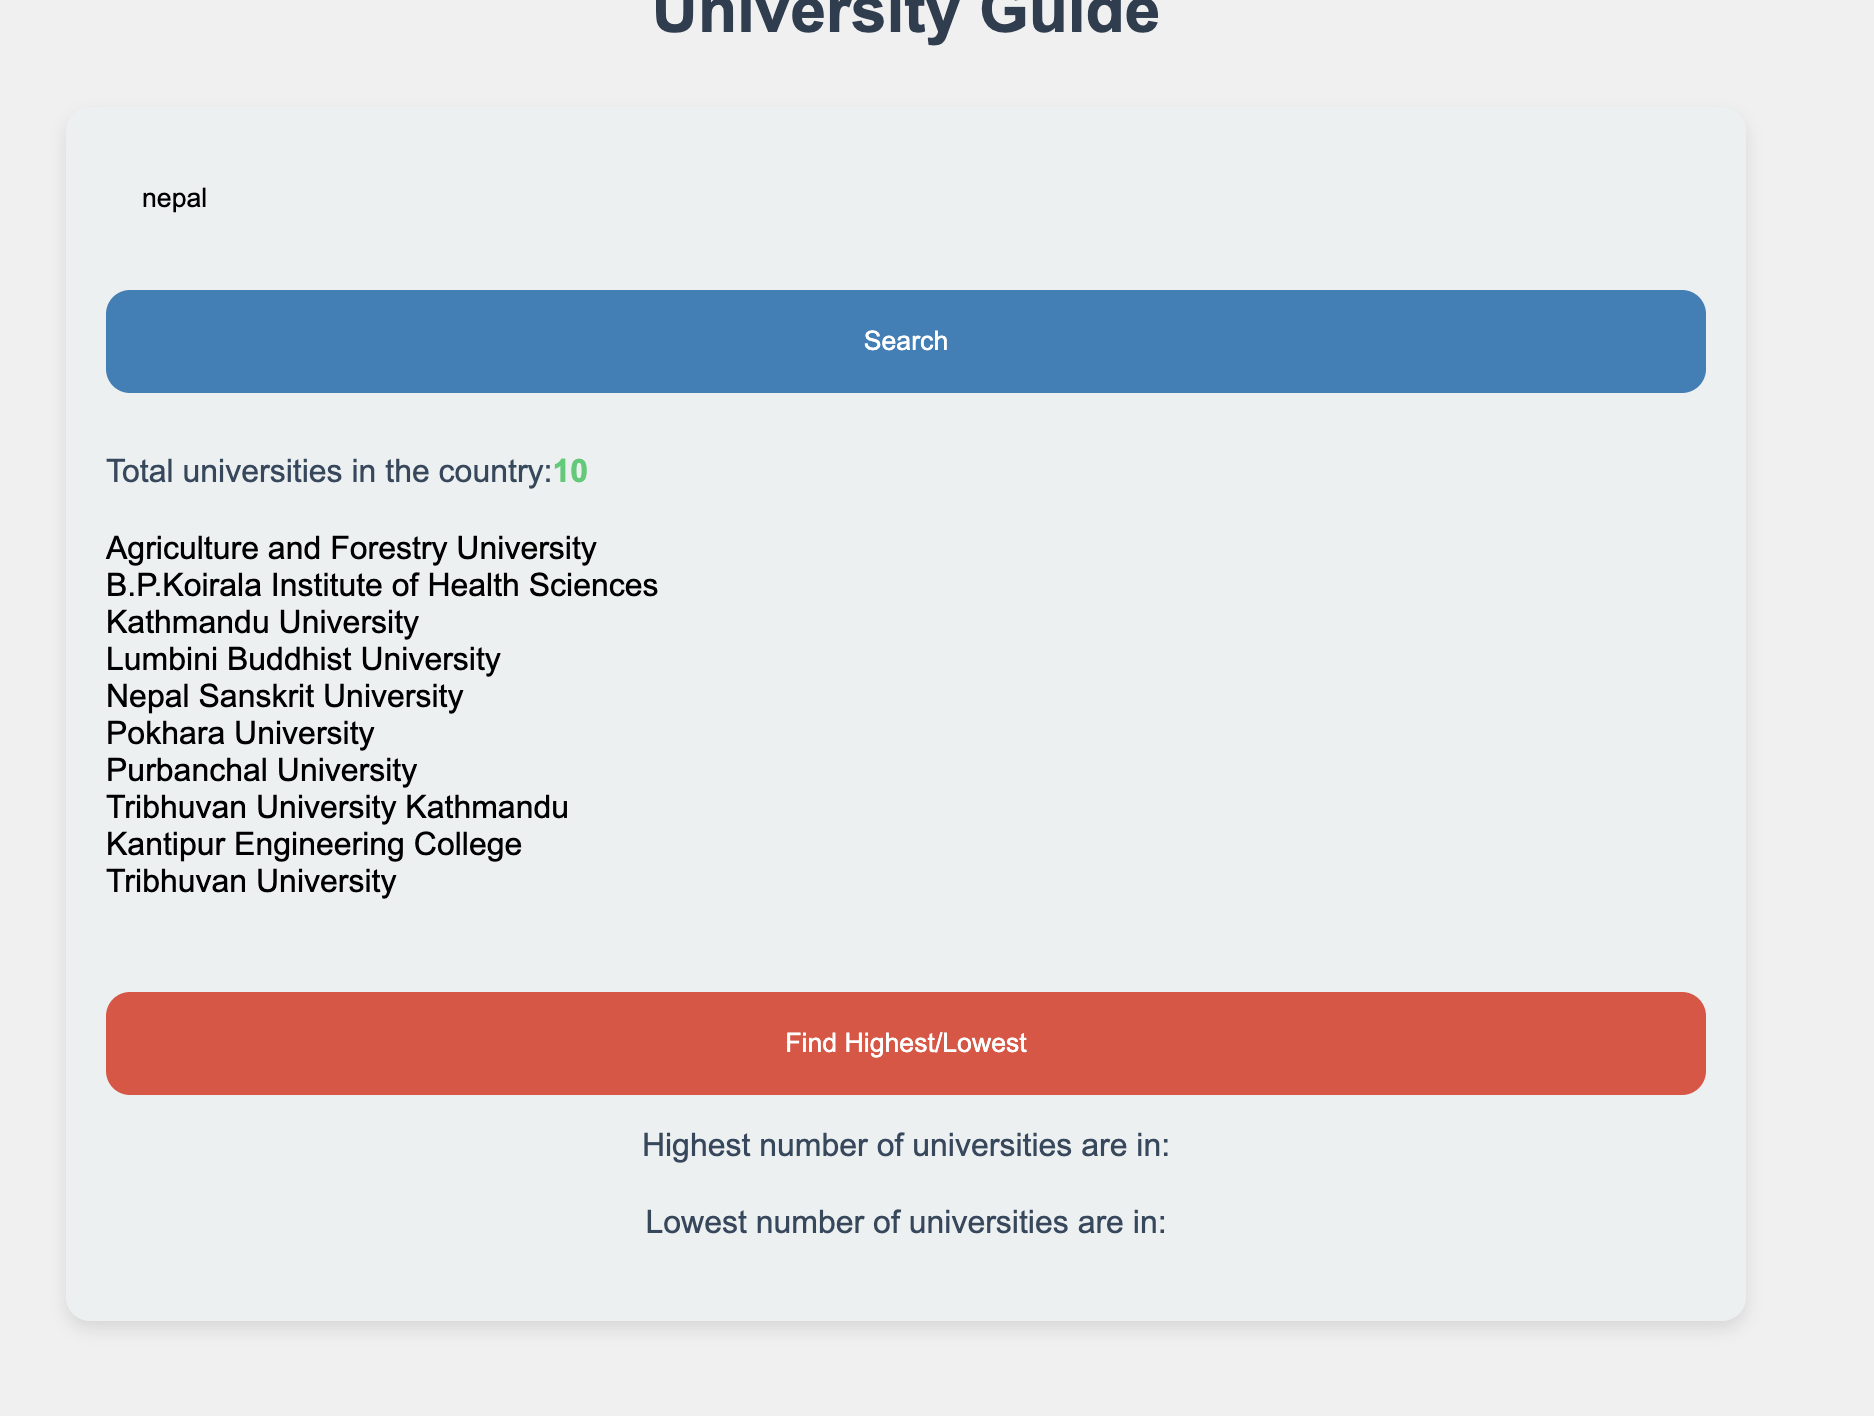 University Guide
nepal
Search
Total universities in the country:10
Agriculture and Forestry University
B.P.Koirala Institute of Health Sciences
Kathmandu University
Lumbini Buddhist University
Nepal Sanskrit University
Pokhara University
Purbanchal University
Tribhuvan University Kathmandu
Kantipur Engineering College
Tribhuvan University
Find Highest/Lowest
Highest number of universities are in:
Lowest number of universities are in: